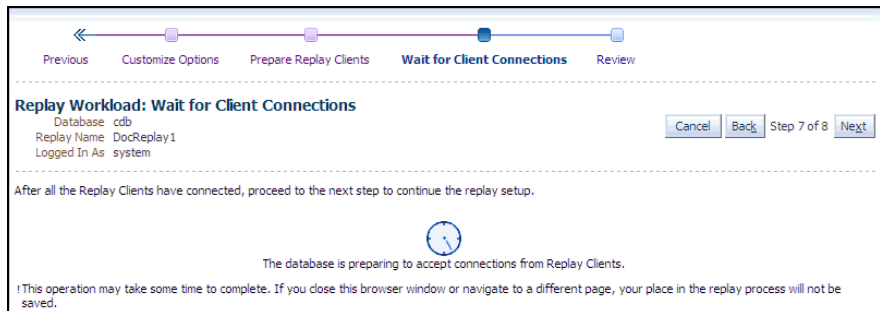 Previous Customize Options Prepare Replay Clients Wait for Client Connections Review
Replay Workload: Wait for Client Connections
Database cdb
Replay Name DocReplay1
Logged In As system
Cancel Back Step 7 of 8 Next
After all the Replay Clients have connected, proceed to the next step to continue the replay setup.
The database is preparing to accept connections from Replay Clients.
! This operation may take some time to complete. If you close this browser window or navigate to a different page, your place in the replay process will not be
saved.